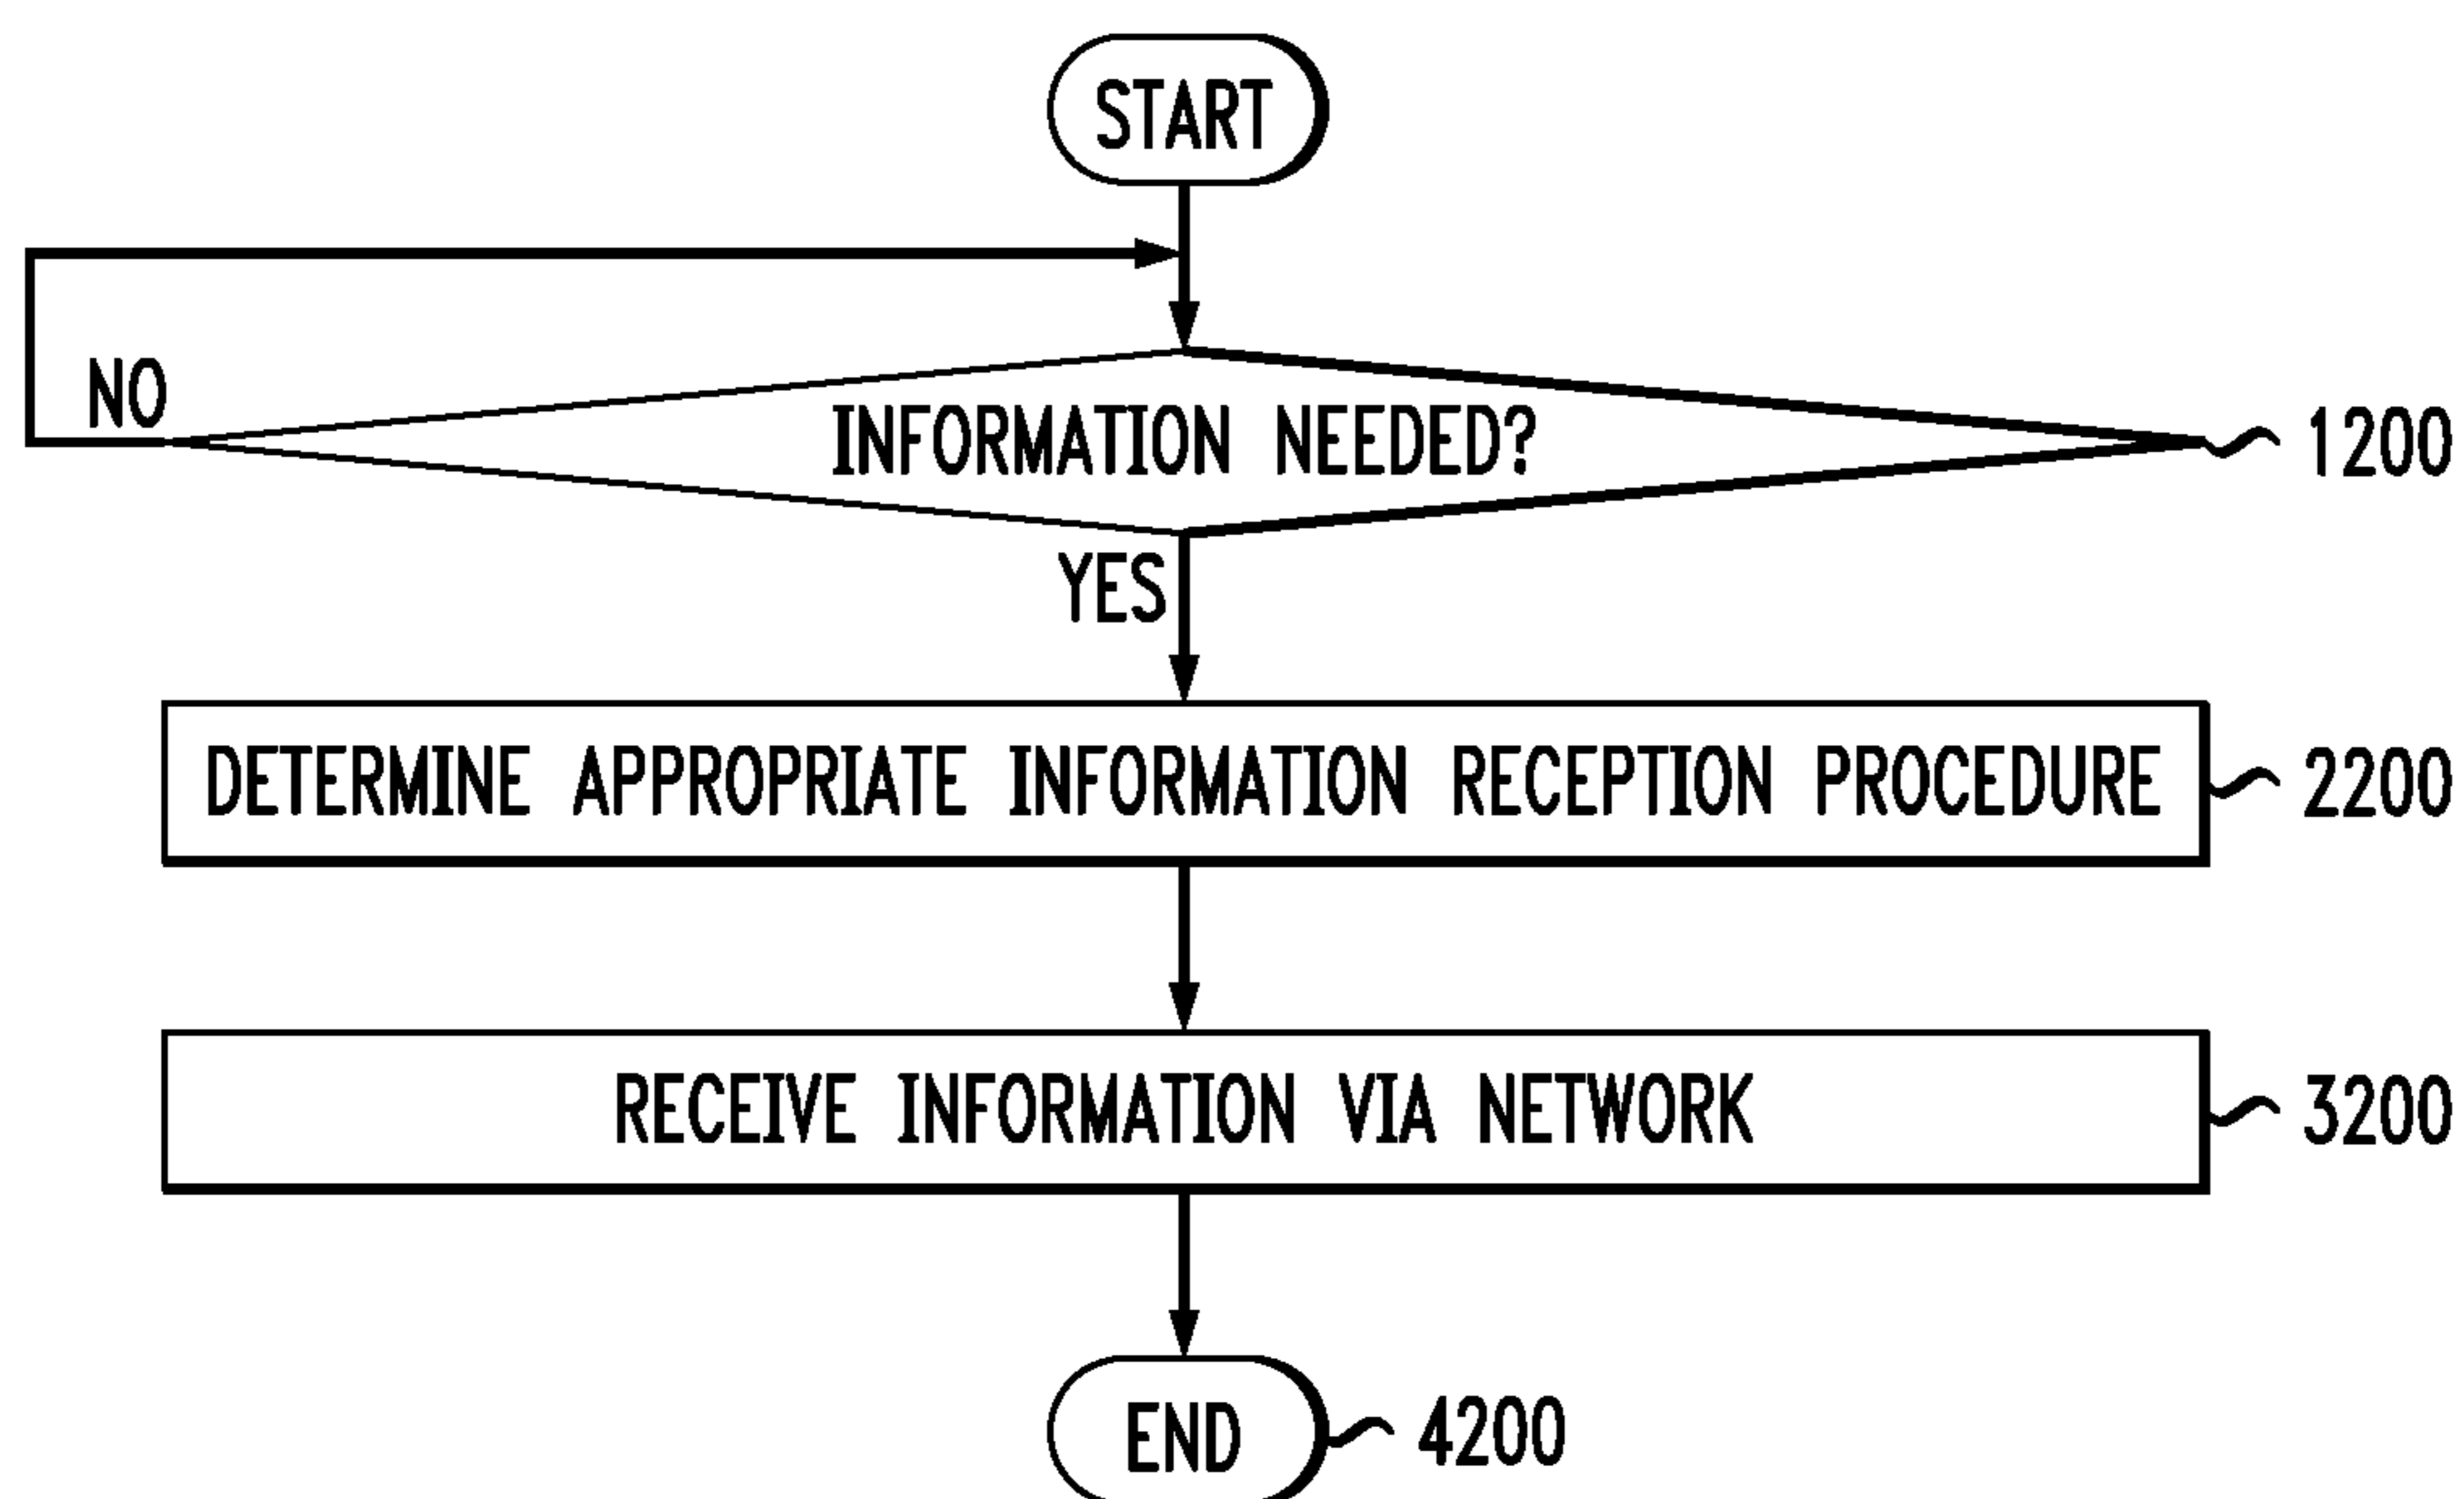 START
NO
INFORMATION NEEDED?
1200
YES
DETERMINE APPROPRIATE INFORMATION RECEPTION PROCEDURE
2200
RECEIVE INFORMATION VIA NETWORK
3200
END
4200